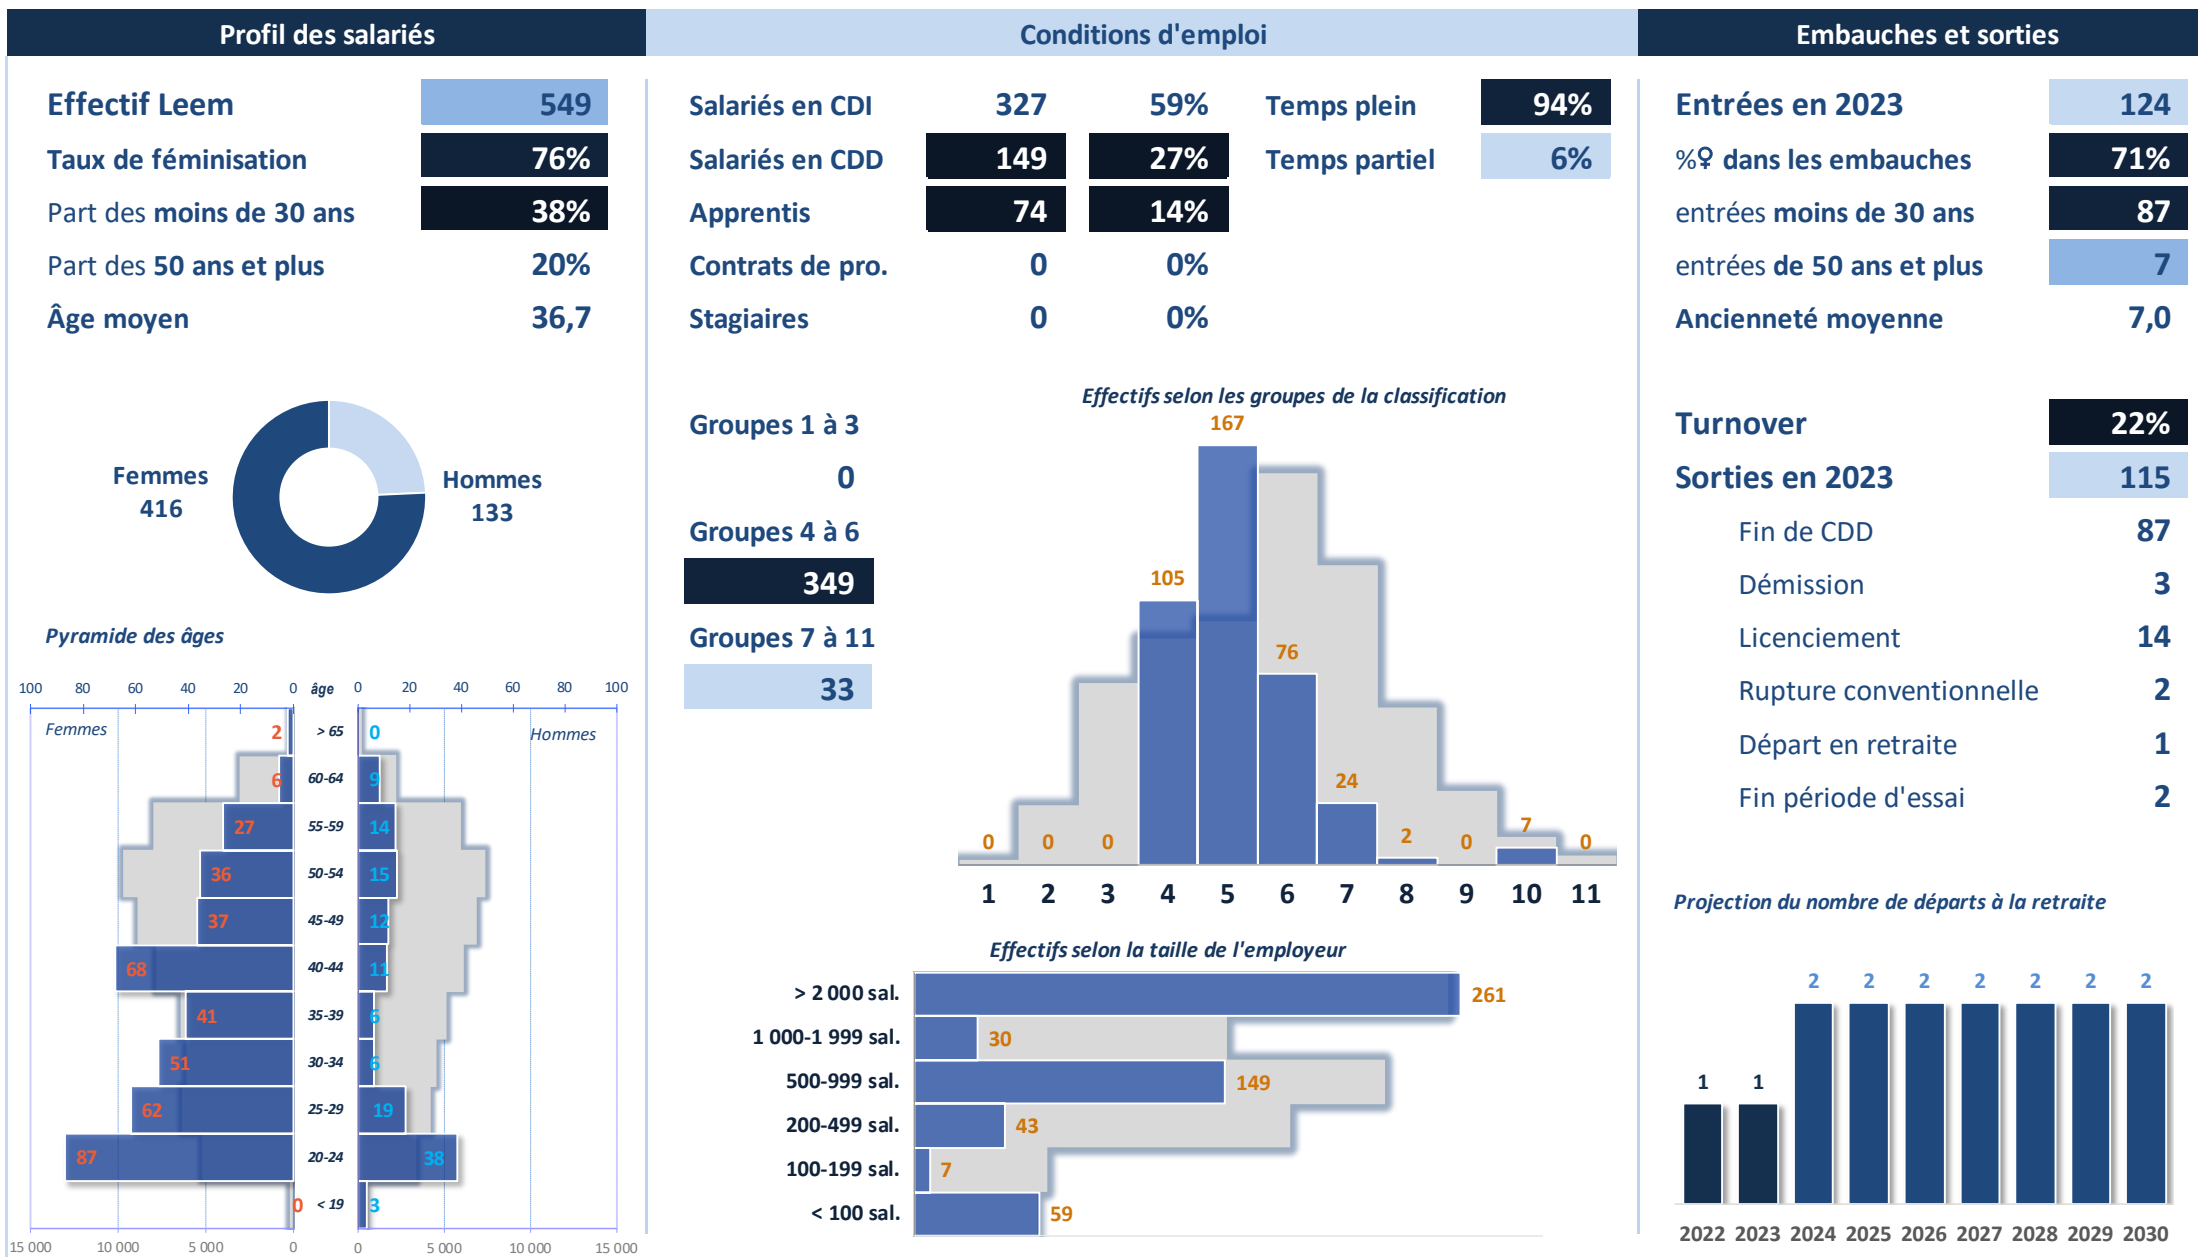 Profil des salariés
Effectif Leem 549
Taux de féminisation 76%
Part des moins de 30 ans 38%
Part des 50 ans et plus 20%
Âge moyen 36,7
Femmes
416
Hommes
133
Pyramide des âges
100 80 60 40 20 0 âge 0 20 40 60 80 100
Femmes Hommes
2 > 65 0
6 60-64 9
27 55-59 14
36 50-54 15
37 45-49 12
68 40-44 11
41 35-39 6
51 30-34 6
62 25-29 19
87 20-24 38
0 < 19 3
15 000 10 000 5 000 0 0 5 000 10 000 15 000
Conditions d'emploi
Salariés en CDI 327 59% Temps plein 94%
Salariés en CDD 149 27% Temps partiel 6%
Apprentis 74 14%
Contrats de pro. 0 0%
Stagiaires 0 0%
Groupes 1 à 3
0
Groupes 4 à 6
349
Groupes 7 à 11
33
Effectifs selon les groupes de la classification
0 0 0 105 167 76 24 2 0 7 0
1 2 3 4 5 6 7 8 9 10 11
Effectifs selon la taille de l'employeur
> 2 000 sal. 261
1 000-1 999 sal. 30
500-999 sal. 149
200-499 sal. 43
100-199 sal. 7
< 100 sal. 59
Embauches et sorties
Entrées en 2023 124
%♀ dans les embauches 71%
entrées moins de 30 ans 87
entrées de 50 ans et plus 7
Ancienneté moyenne 7,0
Turnover 22%
Sorties en 2023 115
Fin de CDD 87
Démission 3
Licenciement 14
Rupture conventionnelle 2
Départ en retraite 1
Fin période d'essai 2
Projection du nombre de départs à la retraite
1 1 2 2 2 2 2 2 2
2022 2023 2024 2025 2026 2027 2028 2029 2030